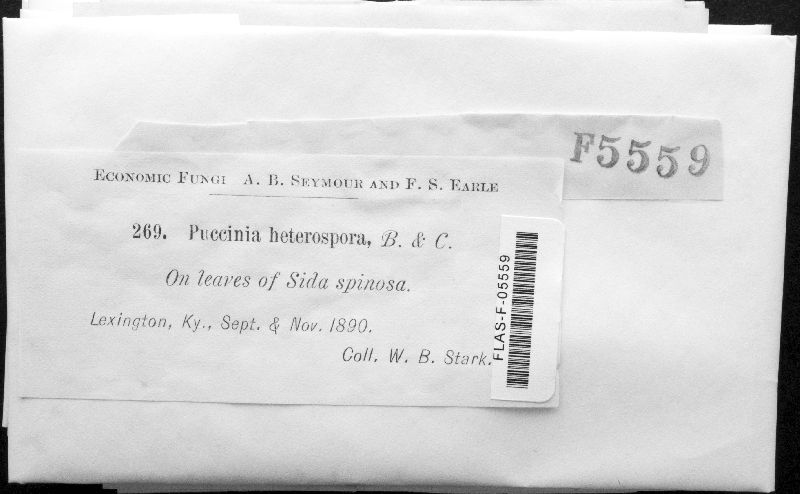 F5559
ECONOMIC FUNGI A. B. SEYMOUR AND F. S. EARLE
269. Puccinia heterospora, B. & C.
On leaves of Sida spinosa.
Lexington, Ky., Sept. & Nov. 1890.
Coll. W. B. Stark.
FLAS-F-05559